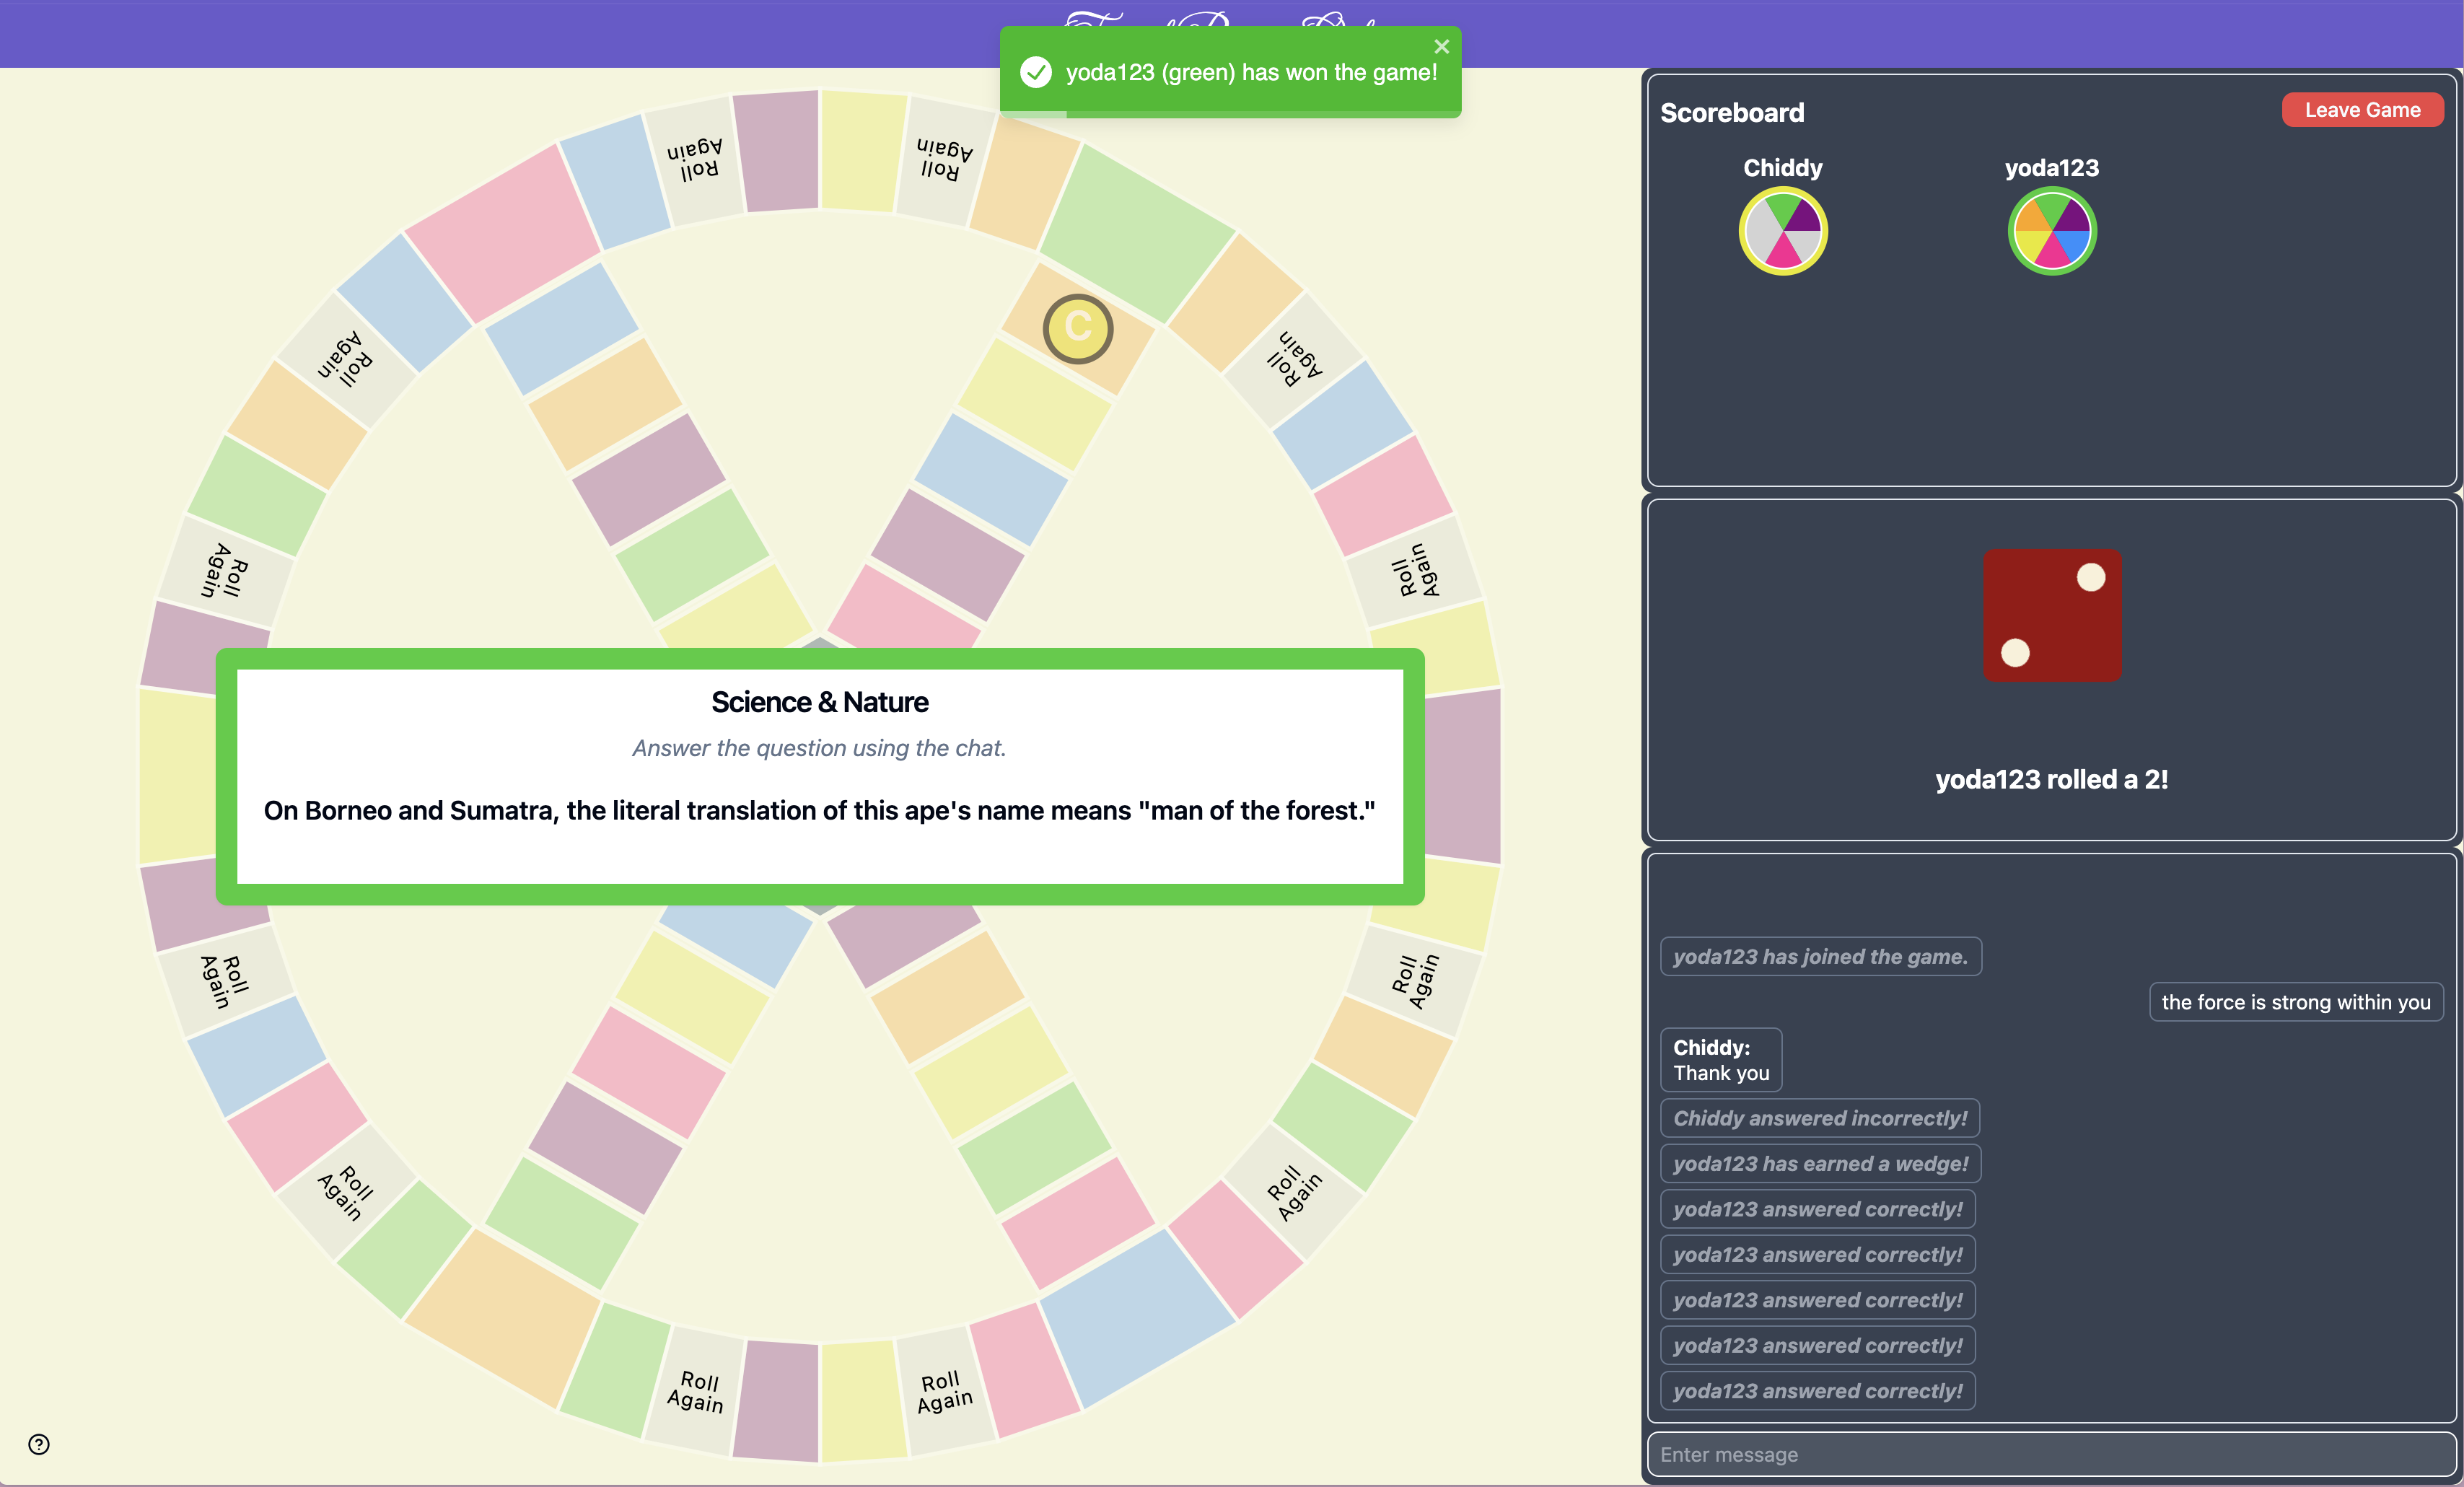 yoda123 (green) has won the game!
Roll
Again
Roll
Again
Roll
Again
Roll
Again
Roll
Again
Roll
Again
Roll
Again
Roll
Again
Roll
Again
Roll
Again
Roll
Again
Roll
Again
C
Science & Nature
Answer the question using the chat.
On Borneo and Sumatra, the literal translation of this ape's name means "man of the forest."
Scoreboard
Leave Game
Chiddy
yoda123
yoda123 rolled a 2!
yoda123 has joined the game.
the force is strong within you
Chiddy:
Thank you
Chiddy answered incorrectly!
yoda123 has earned a wedge!
yoda123 answered correctly!
yoda123 answered correctly!
yoda123 answered correctly!
yoda123 answered correctly!
yoda123 answered correctly!
Enter message
?